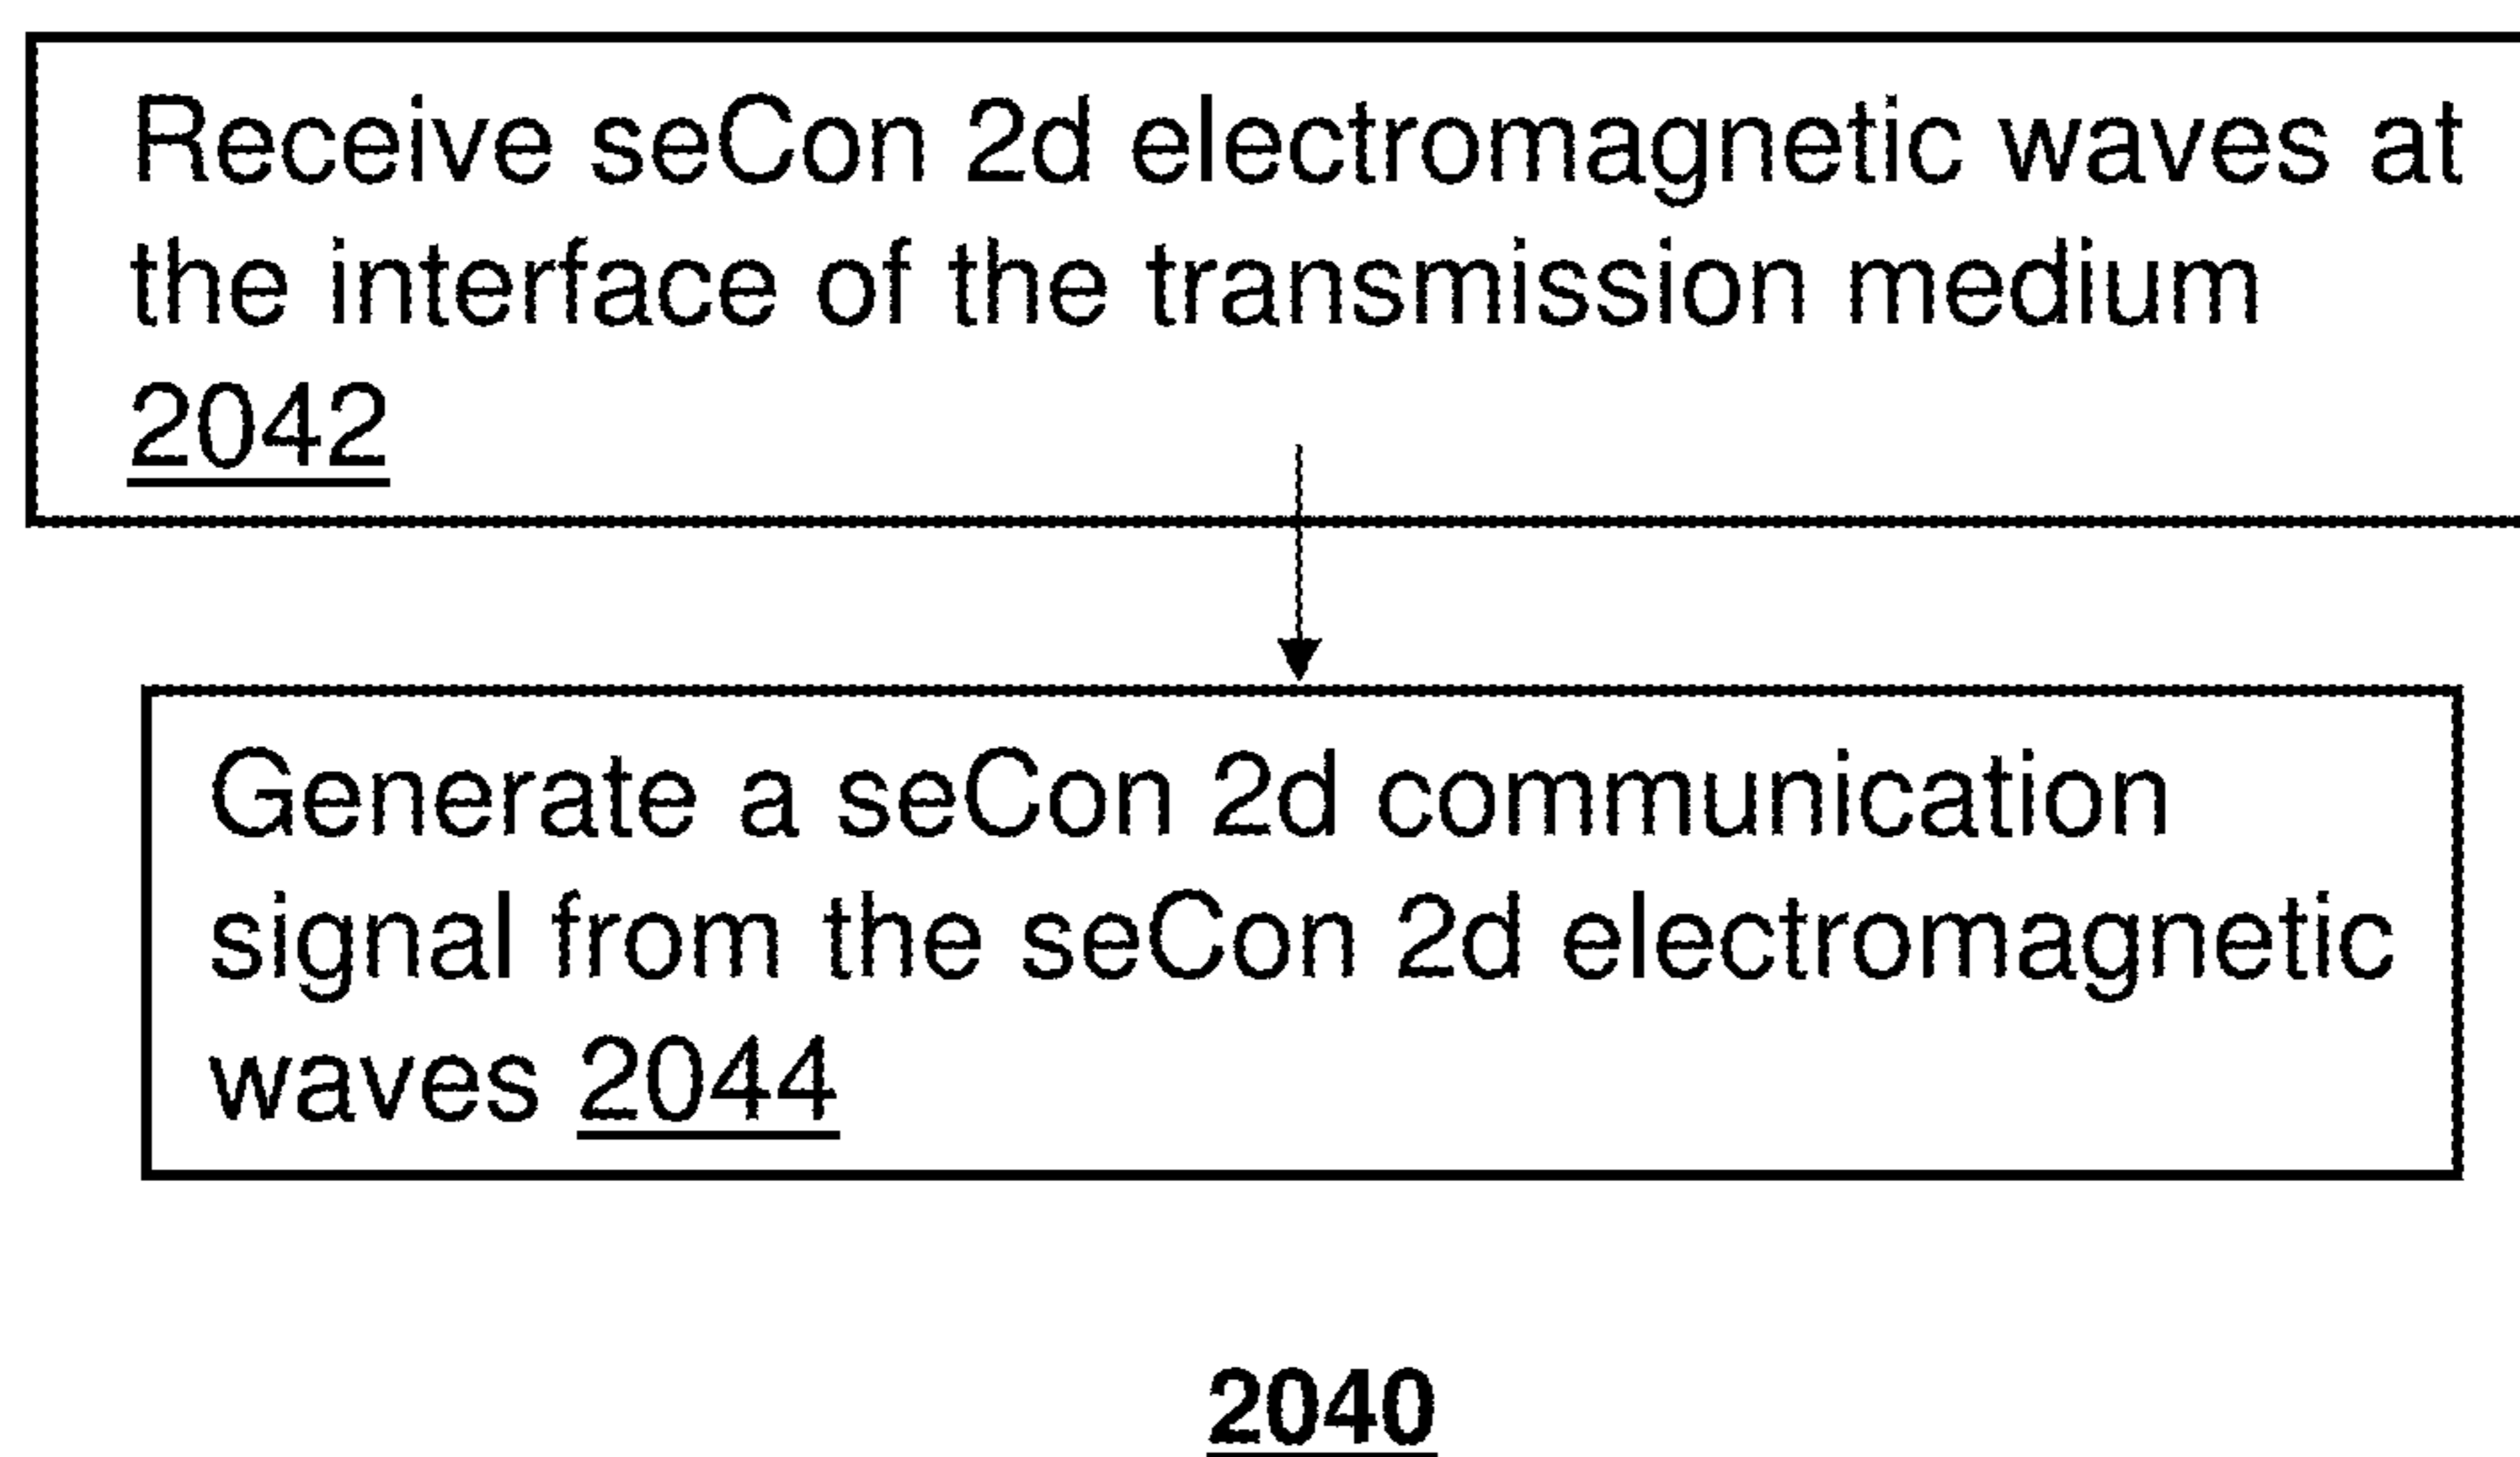 Receive seCon 2d electromagnetic waves at
the interface of the transmission medium
2042
Generate a seCon 2d communication
signal from the seCon 2d electromagnetic
waves 2044
2040